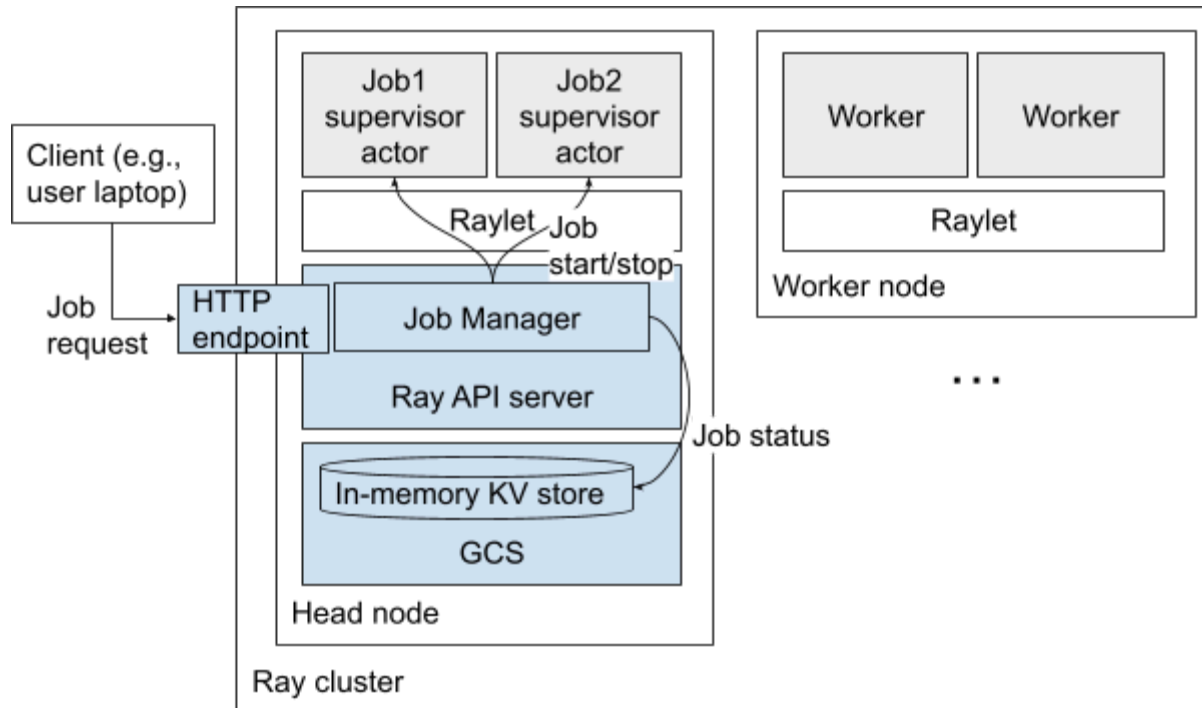 Job1
supervisor
actor
Job2
supervisor
actor
Worker
Worker
Client (e.g.,
user laptop)
Raylet
Job
start/stop
Raylet
Worker node
HTTP
endpoint
Job
request
Job Manager
Ray API server
...
Job status
In-memory KV store
GCS
Head node
Ray cluster